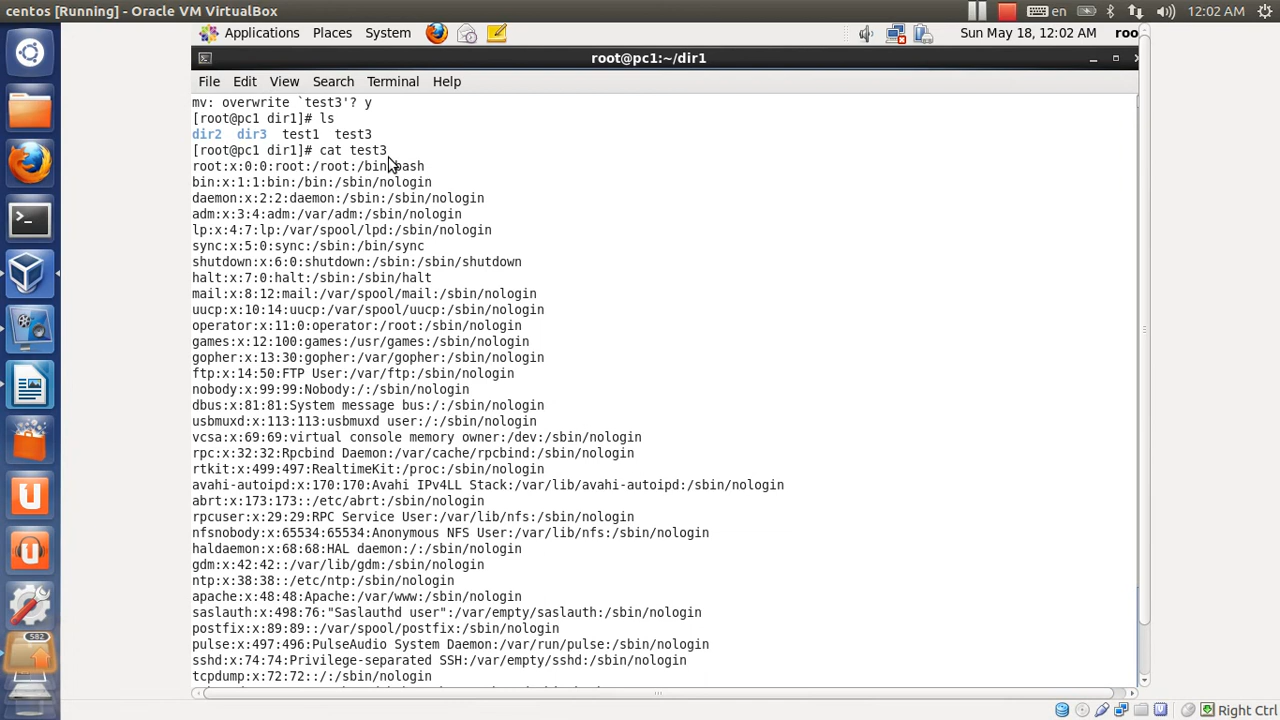 centos [Running] - Oracle VM VirtualBox
en
12:02 AM
Applications Places System
Sun May 18, 12:02 AM
roo
root@pc1:~/dir1
File Edit View Search Terminal Help
mv: overwrite `test3'? y
[root@pc1 dir1]# ls
dir2 dir3 test1 test3
[root@pc1 dir1]# cat test3
root:x:0:0:root:/root:/bin/bash
bin:x:1:1:bin:/bin:/sbin/nologin
daemon:x:2:2:daemon:/sbin:/sbin/nologin
adm:x:3:4:adm:/var/adm:/sbin/nologin
lp:x:4:7:lp:/var/spool/lpd:/sbin/nologin
sync:x:5:0:sync:/sbin:/bin/sync
shutdown:x:6:0:shutdown:/sbin:/sbin/shutdown
halt:x:7:0:halt:/sbin:/sbin/halt
mail:x:8:12:mail:/var/spool/mail:/sbin/nologin
uucp:x:10:14:uucp:/var/spool/uucp:/sbin/nologin
operator:x:11:0:operator:/root:/sbin/nologin
games:x:12:100:games:/usr/games:/sbin/nologin
gopher:x:13:30:gopher:/var/gopher:/sbin/nologin
ftp:x:14:50:FTP User:/var/ftp:/sbin/nologin
nobody:x:99:99:Nobody:/:/sbin/nologin
dbus:x:81:81:System message bus:/:/sbin/nologin
usbmuxd:x:113:113:usbmuxd user:/:/sbin/nologin
vcsa:x:69:69:virtual console memory owner:/dev:/sbin/nologin
rpc:x:32:32:Rpcbind Daemon:/var/cache/rpcbind:/sbin/nologin
rtkit:x:499:497:RealtimeKit:/proc:/sbin/nologin
avahi-autoipd:x:170:170:Avahi IPv4LL Stack:/var/lib/avahi-autoipd:/sbin/nologin
abrt:x:173:173::/etc/abrt:/sbin/nologin
rpcuser:x:29:29:RPC Service User:/var/lib/nfs:/sbin/nologin
nfsnobody:x:65534:65534:Anonymous NFS User:/var/lib/nfs:/sbin/nologin
haldaemon:x:68:68:HAL daemon:/:/sbin/nologin
gdm:x:42:42::/var/lib/gdm:/sbin/nologin
ntp:x:38:38::/etc/ntp:/sbin/nologin
apache:x:48:48:Apache:/var/www:/sbin/nologin
saslauth:x:498:76:"Saslauthd user":/var/empty/saslauth:/sbin/nologin
postfix:x:89:89::/var/spool/postfix:/sbin/nologin
pulse:x:497:496:PulseAudio System Daemon:/var/run/pulse:/sbin/nologin
sshd:x:74:74:Privilege-separated SSH:/var/empty/sshd:/sbin/nologin
tcpdump:x:72:72::/:/sbin/nologin
582
Right Ctrl